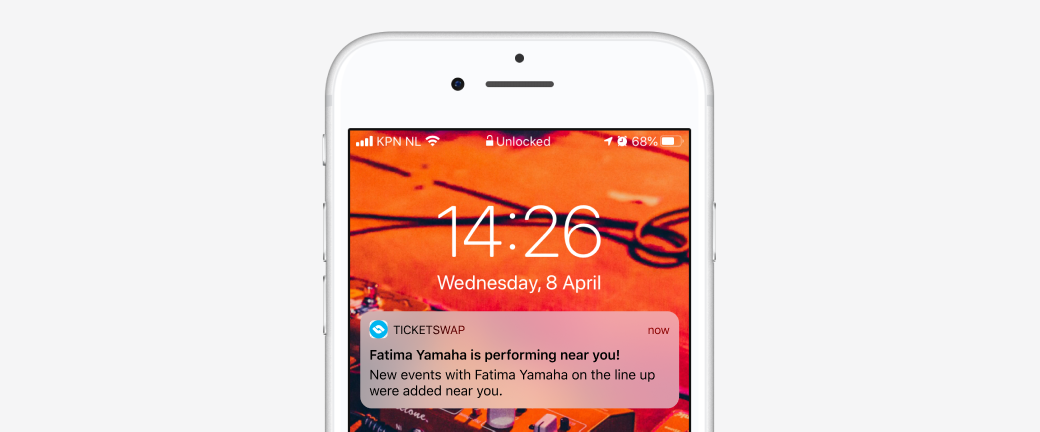 KPN NL
Unlocked
68%
14:26
Wednesday, 8 April
TICKETSWAP
now
Fatima Yamaha is performing near you!
New events with Fatima Yamaha on the line up
were added near you.